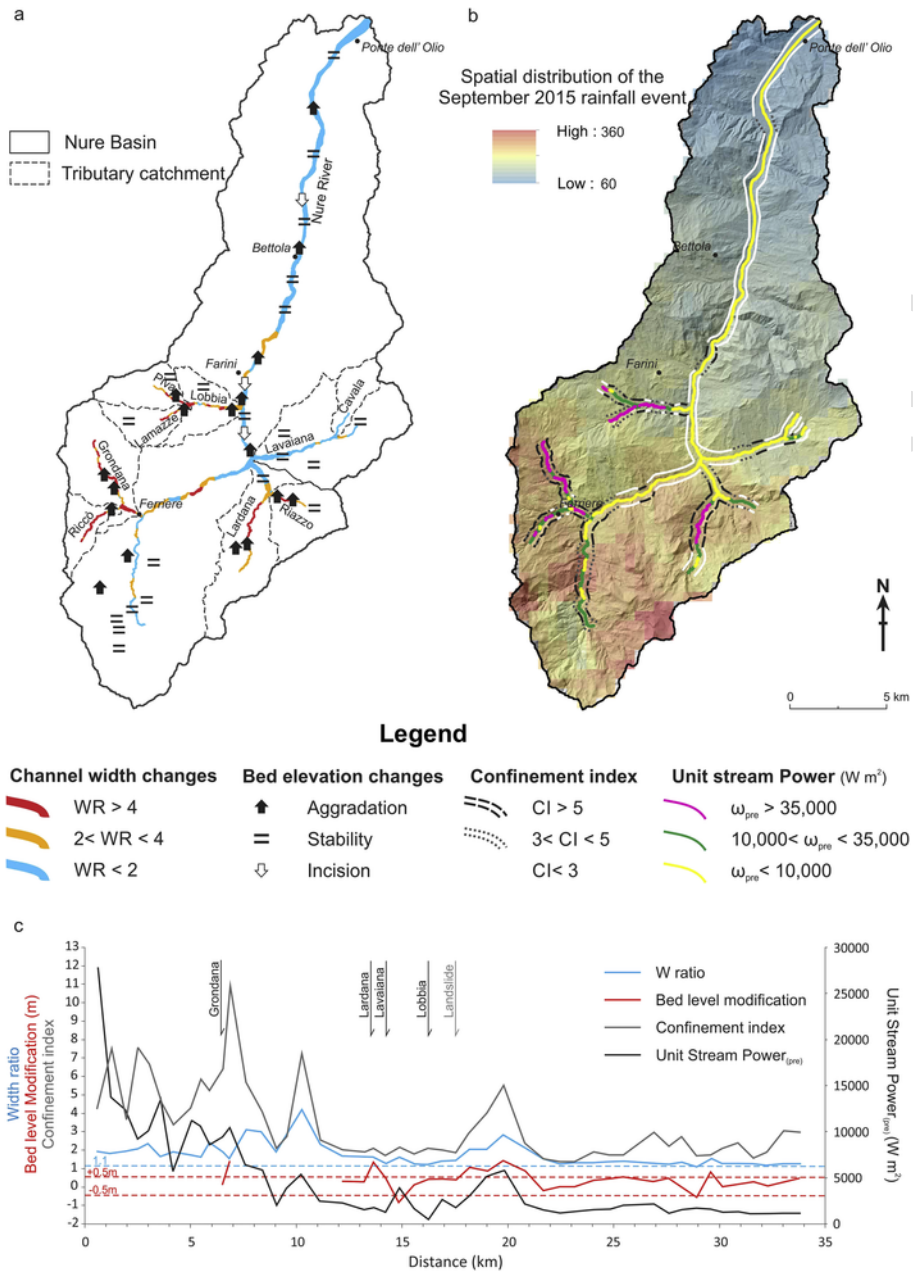 a
Ponte dell' Olio
Nure Basin
Tributary catchment
Nure River
Bettola
Farini
Lobbia
Lamazze
Cavala
Lavaiana
Grondana
Ferriere
Riccò
Lardana
Riazzo
b
Ponte dell' Olio
Spatial distribution of the
September 2015 rainfall event
High : 360
Low : 60
Bettola
Farini
N
0 5 km
Legend
Channel width changes
WR > 4
2< WR < 4
WR < 2
Bed elevation changes
Aggradation
Stability
Incision
Confinement index
CI > 5
3< CI < 5
CI< 3
Unit stream Power (W m²)
ωpre > 35,000
10,000< ωpre < 35,000
ωpre < 10,000
c
Width ratio
Bed level Modification (m)
Confinement index
13
12
11
10
9
8
7
6
5
4
3
2
1
0
-1
-2
1.1
+0.5m
-0.5m
Grondana
Lardana
Lavaiana
Lobbia
Landslide
W ratio
Bed level modification
Confinement index
Unit Stream Power(pre)
30000
25000
20000
15000
10000
5000
0
Unit Stream Power(pre) (W m²)
0 5 10 15 20 25 30 35
Distance (km)